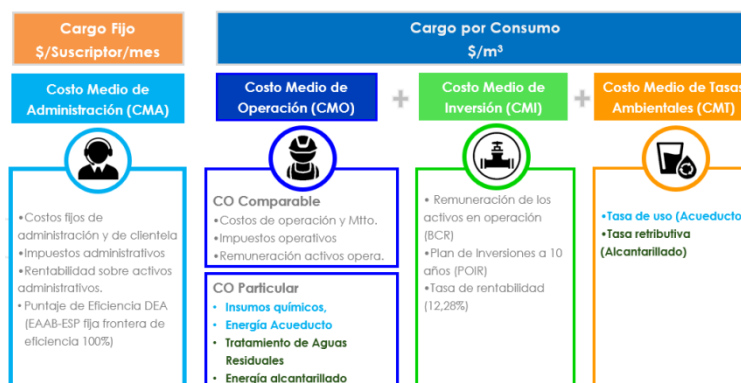 Cargo Fijo
$/Suscriptor/mes
Cargo por Consumo
$/m³
Costo Medio de
Administración (CMA)
Costo Medio de
Operación (CMO)
+
Costo Medio de
Inversión (CMI)
+
Costo Medio de Tasas
Ambientales (CMT)
•Costos fijos de
administración y de clientela
•Impuestos administrativos
•Rentabilidad sobre activos
administrativos.
•Puntaje de Eficiencia DEA
(EAAB-ESP fija frontera de
eficiencia 100%)
CO Comparable
•Costos de operación y Mtto.
•Impuestos operativos
•Remuneración activos opera.
CO Particular
• Insumos químicos,
• Energía Acueducto
• Tratamiento de Aguas
Residuales
• Energía alcantarillado
• Remuneración de los
activos en operación
(BCR)
•Plan de Inversiones a 10
años (POIR)
•Tasa de rentabilidad
(12,28%)
•Tasa de uso (Acueducto
•Tasa retributiva
(Alcantarillado)